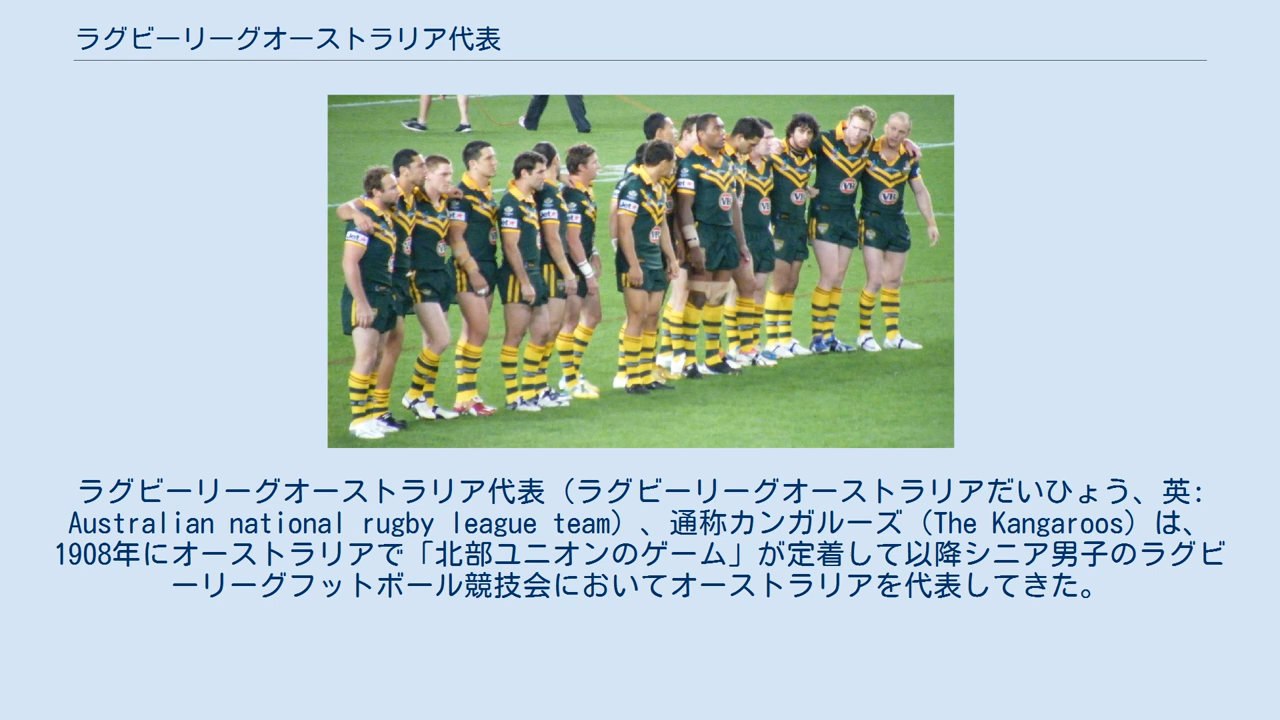 ラグビーリーグオーストラリア代表
ラグビーリーグオーストラリア代表（ラグビーリーグオーストラリアだいひょう、英:
Australian national rugby league team）、通称カンガルーズ（The Kangaroos）は、
1908年にオーストラリアで「北部ユニオンのゲーム」が定着して以降シニア男子のラグビ
ーリーグフットボール競技会においてオーストラリアを代表してきた。